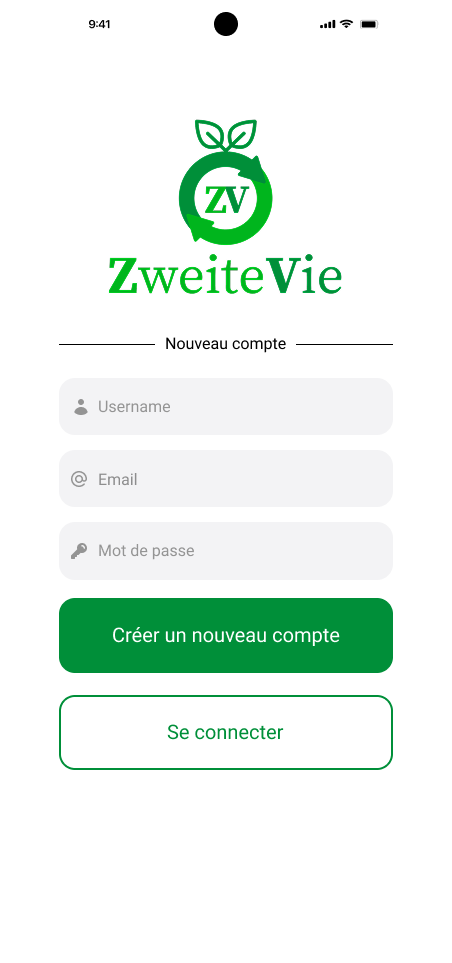 9:41
ZV
ZweiteVie
Nouveau compte
Username
Email
Mot de passe
Créer un nouveau compte
Se connecter